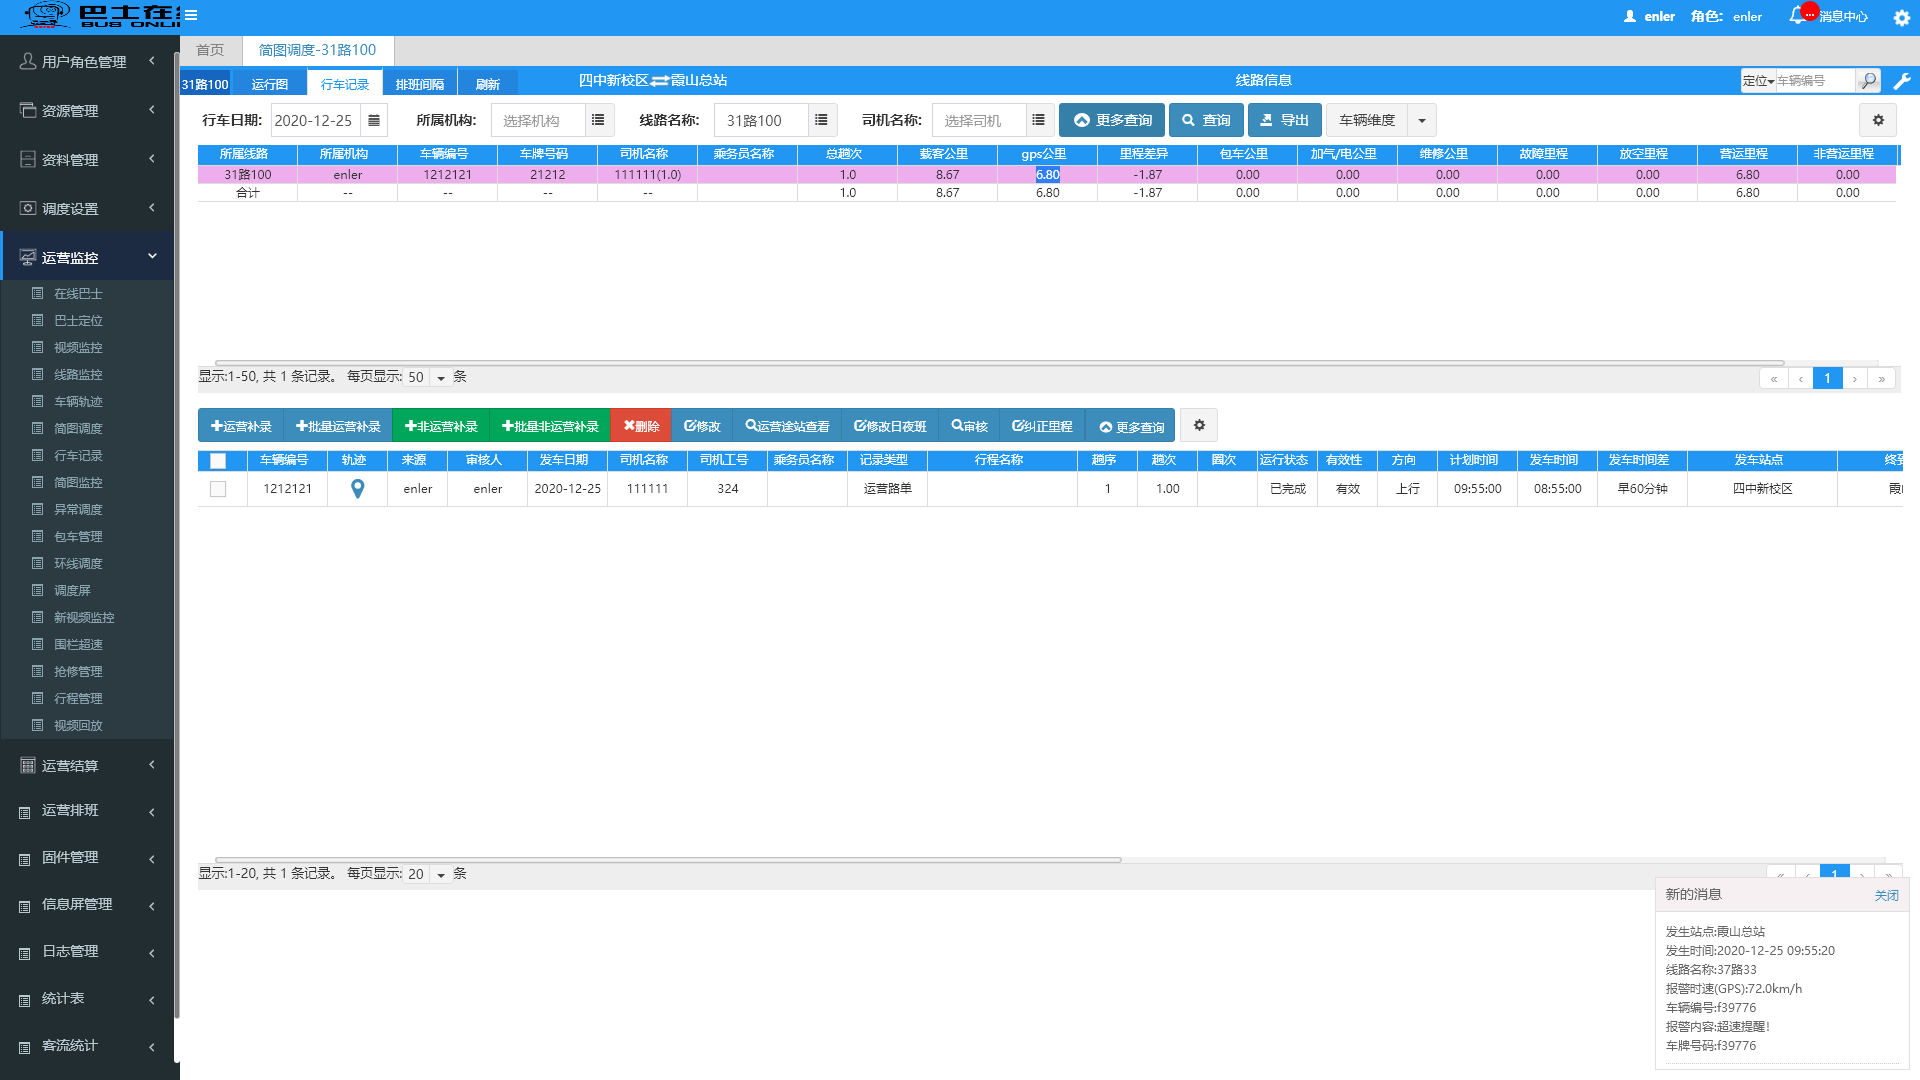 巴士在线
BUS ONLI
enler 角色: enler ... 消息中心
首页 简图调度-31路100
31路100 运行图 行车记录 排班间隔 刷新 四中新校区⇄霞山总站 线路信息 定位 车辆编号
行车日期: 2020-12-25 所属机构: 选择机构 线路名称: 31路100 司机名称: 选择司机 更多查询 查询 导出 车辆维度
所属线路 所属机构 车辆编号 车牌号码 司机名称 乘务员名称 总趟次 载客公里 gps公里 里程差异 包车公里 加气/电公里 维修公里 故障里程 放空里程 营运里程 非营运里程
31路100 enler 1212121 21212 111111(1.0) 1.0 8.67 6.80 -1.87 0.00 0.00 0.00 0.00 0.00 6.80 0.00
合计 -- -- -- -- 1.0 8.67 6.80 -1.87 0.00 0.00 0.00 0.00 0.00 6.80 0.00
显示:1-50, 共 1 条记录。 每页显示: 50 条 « ‹ 1 › »
运营补录 批量运营补录 非运营补录 批量非运营补录 删除 修改 运营途站查看 修改日夜班 审核 纠正里程 更多查询
车辆编号 轨迹 来源 审核人 发车日期 司机名称 司机工号 乘务员名称 记录类型 行程名称 趟序 趟次 圈次 运行状态 有效性 方向 计划时间 发车时间 发车时间差 发车站点 终到
1212121 enler enler 2020-12-25 111111 324 运营路单 1 1.00 已完成 有效 上行 09:55:00 08:55:00 早60分钟 四中新校区 霞
显示:1-20, 共 1 条记录。 每页显示: 20 条 « ‹ 1 › »
用户角色管理
资源管理
资料管理
调度设置
运营监控
在线巴士
巴士定位
视频监控
线路监控
车辆轨迹
简图调度
行车记录
简图监控
异常调度
包车管理
环线调度
调度屏
新视频监控
围栏超速
抢修管理
行程管理
视频回放
运营结算
运营排班
固件管理
信息屏管理
日志管理
统计表
客流统计
新的消息 关闭
发生站点:霞山总站
发生时间:2020-12-25 09:55:20
线路名称:37路33
报警时速(GPS):72.0km/h
车辆编号:f39776
报警内容:超速提醒!
车牌号码:f39776